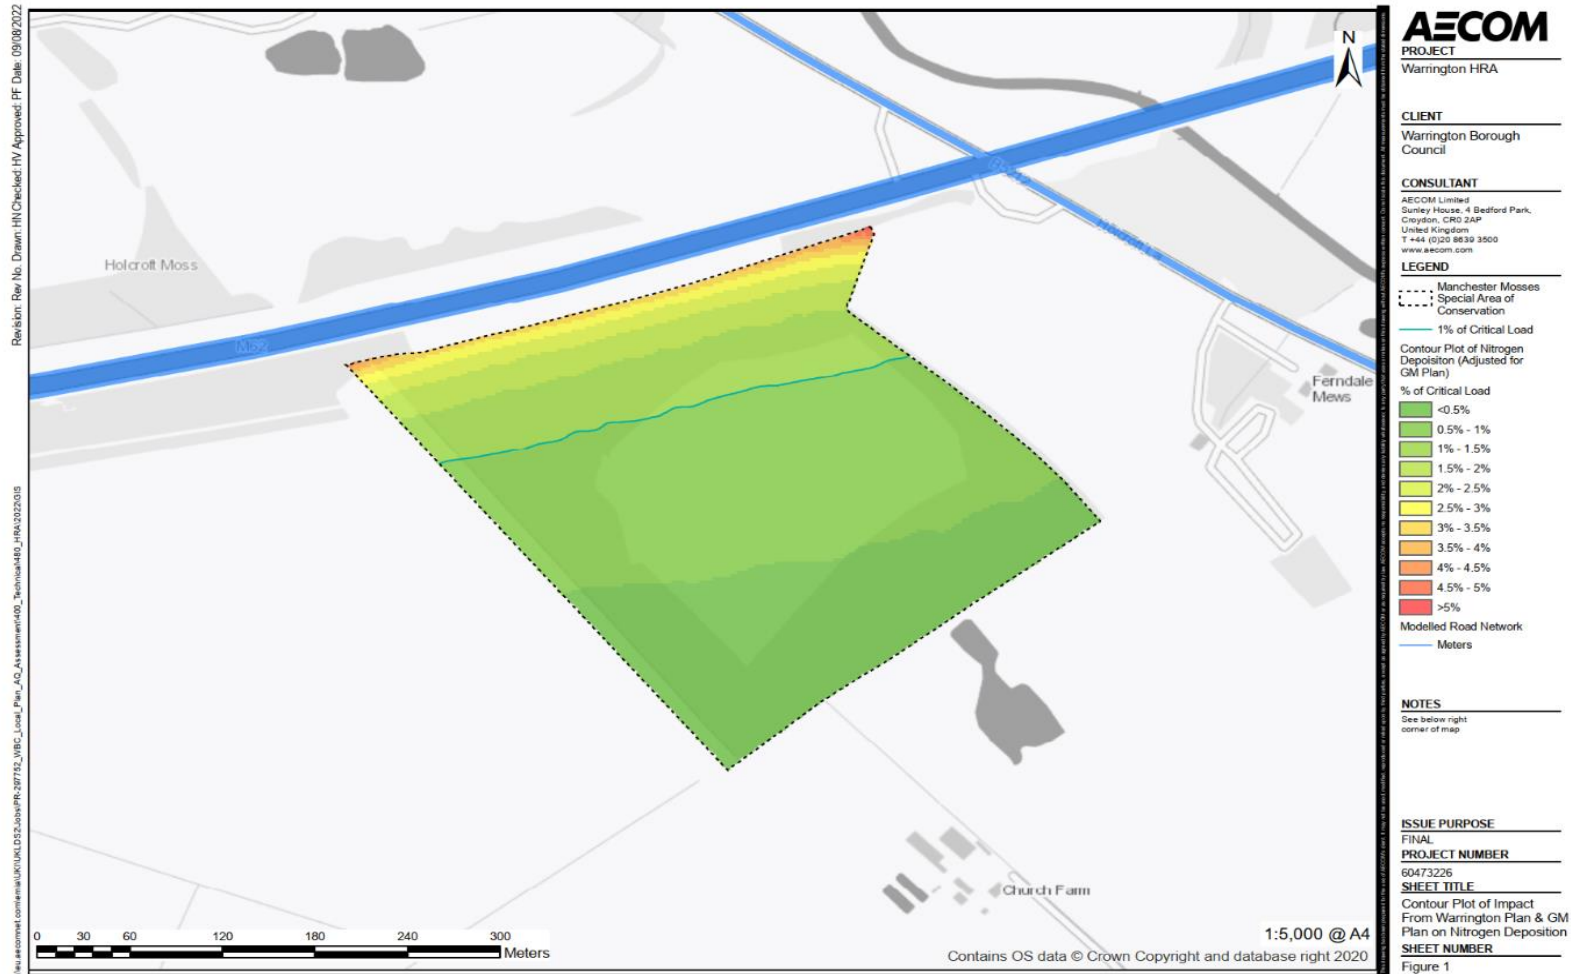 Revision: Rev No. Drawn: HN Checked: HV Approved: PF Date: 09/08/2022
N
Holcroft Moss
M62
B5212
Ferndale
Mews
Church Farm
0 30 60 120 180 240 300
Meters
1:5,000 @ A4
Contains OS data © Crown Copyright and database right 2020
AECOM
PROJECT
Warrington HRA
CLIENT
Warrington Borough
Council
CONSULTANT
AECOM Limited
Sunley House, 4 Bedford Park,
Croydon, CR0 2AP
United Kingdom
T +44 (0)20 8639 3500
www.aecom.com
LEGEND
Manchester Mosses
Special Area of
Conservation
1% of Critical Load
Contour Plot of Nitrogen
Depoisiton (Adjusted for
GM Plan)
% of Critical Load
<0.5%
0.5% - 1%
1% - 1.5%
1.5% - 2%
2% - 2.5%
2.5% - 3%
3% - 3.5%
3.5% - 4%
4% - 4.5%
4.5% - 5%
>5%
Modelled Road Network
Meters
NOTES
See below right
corner of map
ISSUE PURPOSE
FINAL
PROJECT NUMBER
60473226
SHEET TITLE
Contour Plot of Impact
From Warrington Plan & GM
Plan on Nitrogen Deposition
SHEET NUMBER
Figure 1